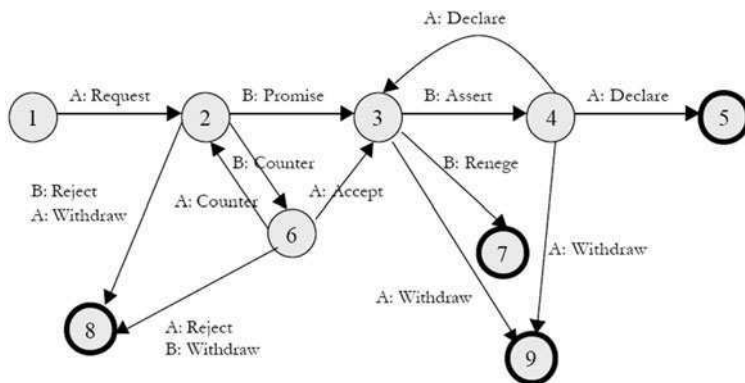 A: Declare
A: Request
B: Promise
B: Assert
A: Declare
1
2
3
4
5
B: Counter
B: Renege
B: Reject
A: Withdraw
A: Counter
A: Accept
6
7
A: Withdraw
A: Withdraw
8
A: Reject
B: Withdraw
9